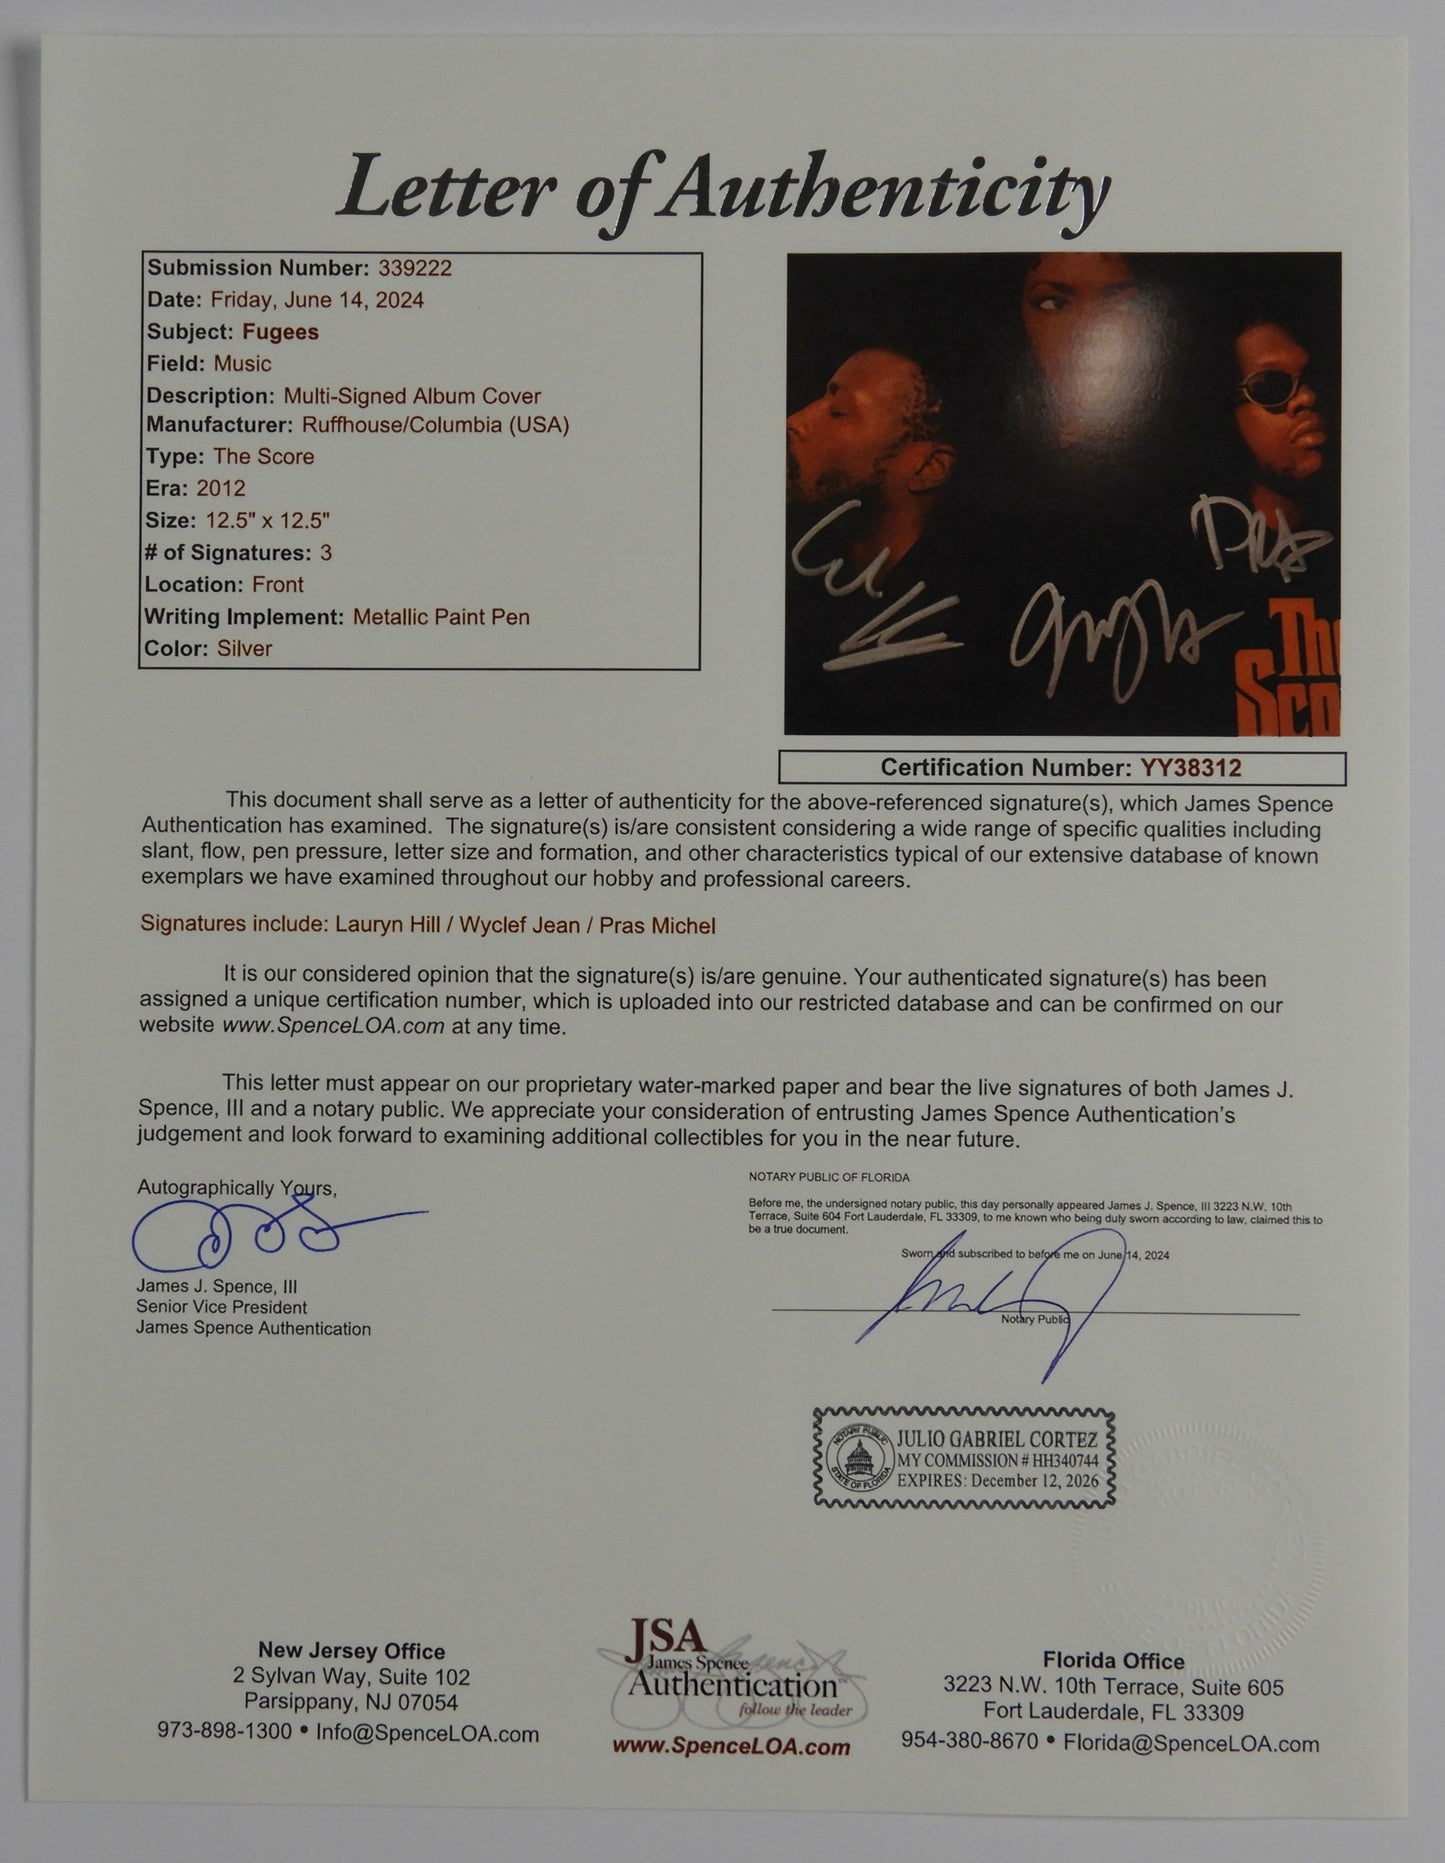 Letter of Authenticity
Submission Number: 339222
Date: Friday, June 14, 2024
Subject: Fugees
Field: Music
Description: Multi-Signed Album Cover
Manufacturer: Ruffhouse/Columbia (USA)
Type: The Score
Era: 2012
Size: 12.5" x 12.5"
# of Signatures: 3
Location: Front
Writing Implement: Metallic Paint Pen
Color: Silver
Pras
The
Sco
Certification Number: YY38312
This document shall serve as a letter of authenticity for the above-referenced signature(s), which James Spence
Authentication has examined. The signature(s) is/are consistent considering a wide range of specific qualities including
slant, flow, pen pressure, letter size and formation, and other characteristics typical of our extensive database of known
exemplars we have examined throughout our hobby and professional careers.
Signatures include: Lauryn Hill / Wyclef Jean / Pras Michel
It is our considered opinion that the signature(s) is/are genuine. Your authenticated signature(s) has been
assigned a unique certification number, which is uploaded into our restricted database and can be confirmed on our
website www.SpenceLOA.com at any time.
This letter must appear on our proprietary water-marked paper and bear the live signatures of both James J.
Spence, III and a notary public. We appreciate your consideration of entrusting James Spence Authentication's
judgement and look forward to examining additional collectibles for you in the near future.
Autographically Yours,
James J. Spence, III
Senior Vice President
James Spence Authentication
NOTARY PUBLIC OF FLORIDA
Before me, the undersigned notary public, this day personally appeared James J. Spence, III 3223 N.W. 10th
Terrace, Suite 604 Fort Lauderdale, FL 33309, to me known who being duly sworn according to law, claimed this to
be a true document.
Sworn and subscribed to before me on June 14, 2024
Notary Public
NOTARY PUBLIC
STATE OF FLORIDA
JULIO GABRIEL CORTEZ
MY COMMISSION # HH340744
EXPIRES: December 12, 2026
New Jersey Office
2 Sylvan Way, Suite 102
Parsippany, NJ 07054
973-898-1300 • Info@SpenceLOA.com
JSA
James Spence
Authentication™
follow the leader
www.SpenceLOA.com
Florida Office
3223 N.W. 10th Terrace, Suite 605
Fort Lauderdale, FL 33309
954-380-8670 • Florida@SpenceLOA.com